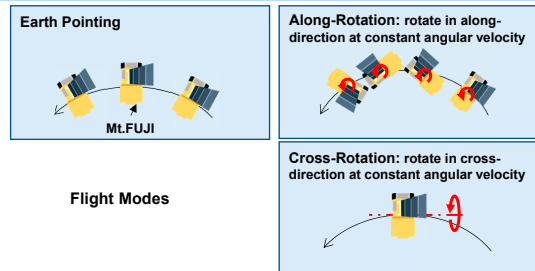 Earth Pointing
Mt.FUJI
Along-Rotation: rotate in along-
direction at constant angular velocity
Cross-Rotation: rotate in cross-
direction at constant angular velocity
Flight Modes